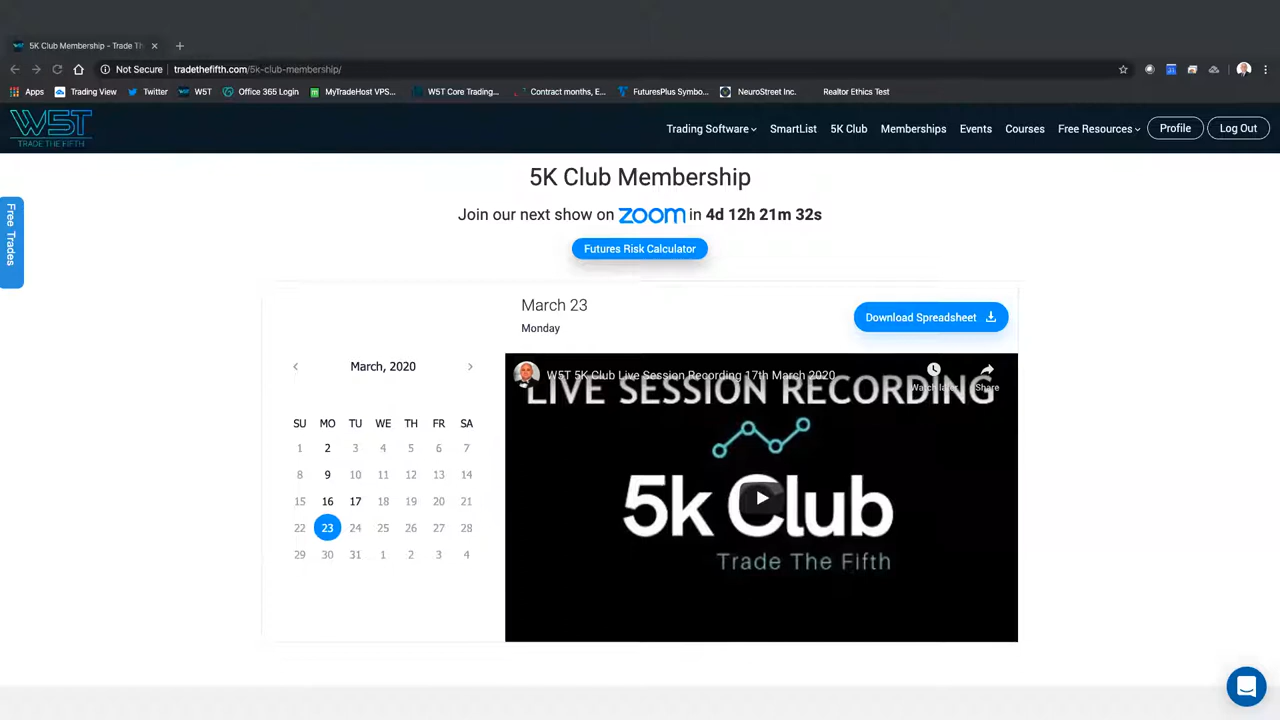 5K Club Membership - Trade Th
Not Secure tradethefifth.com/5k-club-membership/
Apps Trading View Twitter W5T Office 365 Login MyTradeHost VPS... W5T Core Trading... Contract months, E... FuturesPlus Symbo... NeuroStreet Inc. Realtor Ethics Test
W5T
TRADE THE FIFTH
Trading Software SmartList 5K Club Memberships Events Courses Free Resources Profile Log Out
5K Club Membership
Join our next show on zoom in 4d 12h 21m 32s
Futures Risk Calculator
Free Trades
March 23
Monday
Download Spreadsheet
March, 2020
SU MO TU WE TH FR SA
1 2 3 4 5 6 7
8 9 10 11 12 13 14
15 16 17 18 19 20 21
22 23 24 25 26 27 28
29 30 31 1 2 3 4
W5T 5K Club Live Session Recording 17th March 2020
Watch later Share
LIVE SESSION RECORDING
5k Club
Trade The Fifth